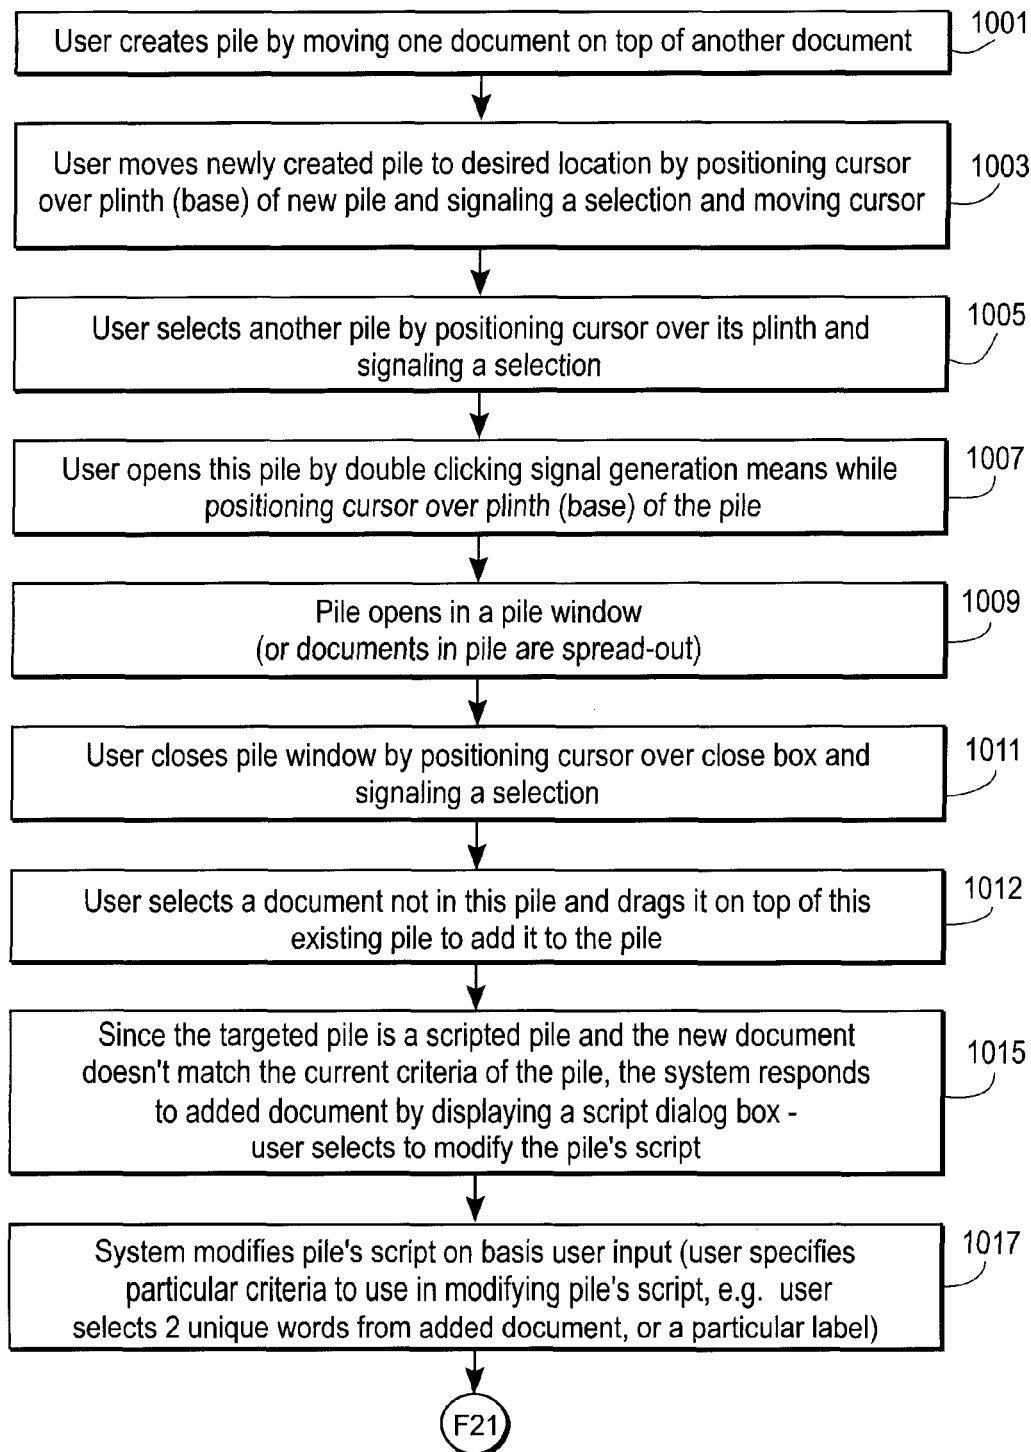 User creates pile by moving one document on top of another document
1001
User moves newly created pile to desired location by positioning cursor
over plinth (base) of new pile and signaling a selection and moving cursor
1003
User selects another pile by positioning cursor over its plinth and
signaling a selection
1005
User opens this pile by double clicking signal generation means while
positioning cursor over plinth (base) of the pile
1007
Pile opens in a pile window
(or documents in pile are spread-out)
1009
User closes pile window by positioning cursor over close box and
signaling a selection
1011
User selects a document not in this pile and drags it on top of this
existing pile to add it to the pile
1012
Since the targeted pile is a scripted pile and the new document
doesn't match the current criteria of the pile, the system responds
to added document by displaying a script dialog box -
user selects to modify the pile's script
1015
System modifies pile's script on basis user input (user specifies
particular criteria to use in modifying pile's script, e.g. user
selects 2 unique words from added document, or a particular label)
1017
F21